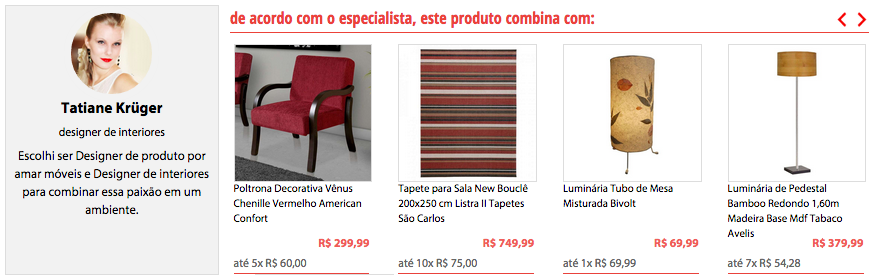 de acordo com o especialista, este produto combina com:
Tatiane Krüger
designer de interiores
Escolhi ser Designer de produto por
amar móveis e Designer de interiores
para combinar essa paixão em um
ambiente.
Poltrona Decorativa Vênus
Chenille Vermelho American
Confort
R$ 299,99
até 5x R$ 60,00
Tapete para Sala New Bouclê
200x250 cm Listra II Tapetes
São Carlos
R$ 749,99
até 10x R$ 75,00
Luminária Tubo de Mesa
Misturada Bivolt
R$ 69,99
até 1x R$ 69,99
Luminária de Pedestal
Bamboo Redondo 1,60m
Madeira Base Mdf Tabaco
Avelis
R$ 379,99
até 7x R$ 54,28